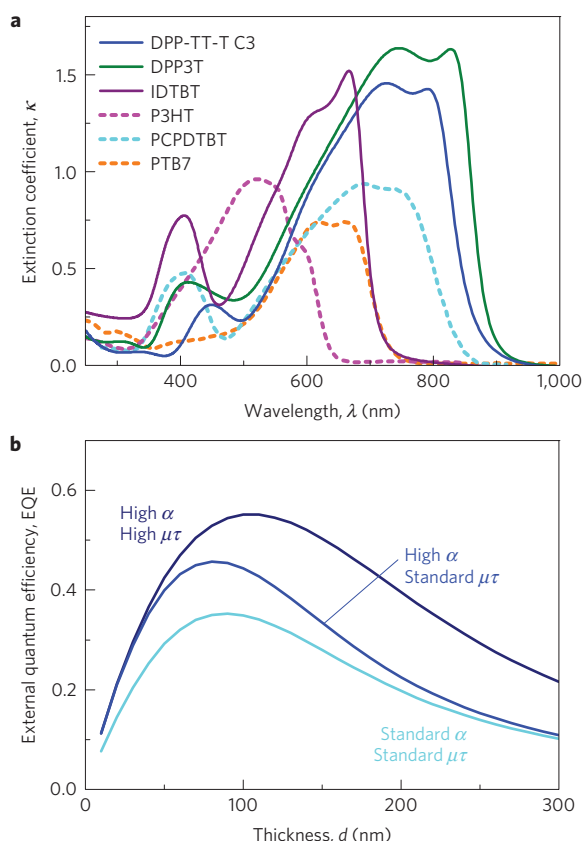 a
DPP-TT-T C3
DPP3T
IDTBT
P3HT
PCPDTBT
PTB7
Extinction coefficient, κ
1.5
1.0
0.5
0.0
400
600
800
1,000
Wavelength, λ (nm)
b
External quantum efficiency, EQE
0.6
0.4
0.2
0.0
High α
High μτ
High α
Standard μτ
Standard α
Standard μτ
0
100
200
300
Thickness, d (nm)